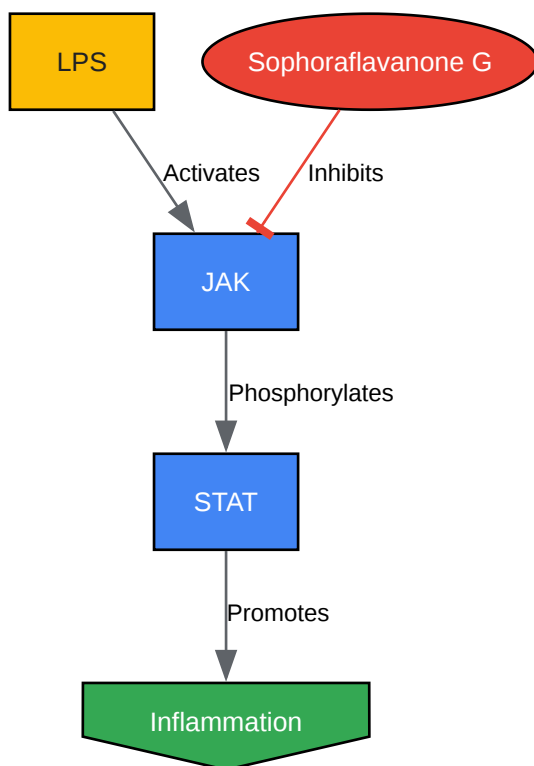 LPS
Sophoraflavanone G
Activates
Inhibits
JAK
Phosphorylates
STAT
Promotes
Inflammation